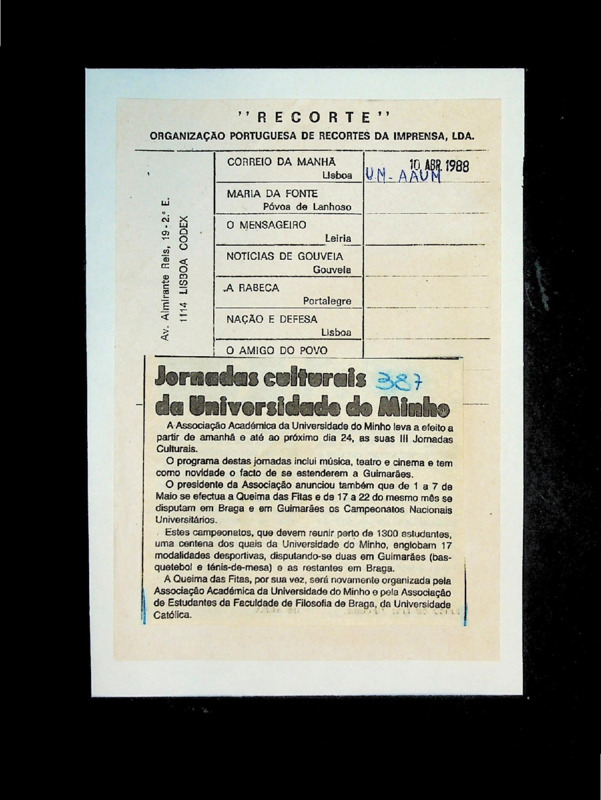 "RECORTE"
ORGANIZAÇÃO PORTUGUESA DE RECORTES DA IMPRENSA, LDA.
Av. Almirante Reis, 19-2.º E.
1114 LISBOA CODEX
CORREIO DA MANHÃ
Lisboa
10 ABR. 1988
UM-AAUM
MARIA DA FONTE
Póvoa de Lanhoso
O MENSAGEIRO
Leiria
NOTICIAS DE GOUVEIA
Gouveia
A RABECA
Portalegre
NAÇÃO E DEFESA
Lisboa
O AMIGO DO POVO
Jornadas culturais 387
da Universidade do Minho
A Associação Académica da Universidade do Minho leva a efeito a
partir de amanhã e até ao próximo dia 24, as suas III Jornadas
Culturais.
O programa destas jornadas inclui música, teatro e cinema e tem
como novidade o facto de se estenderem a Guimarães.
O presidente da Associação anunciou também que de 1 a 7 de
Maio se efectua a Queima das Fitas e de 17 a 22 do mesmo mês se
disputam em Braga e em Guimarães os Campeonatos Nacionais
Universitários.
Estes campeonatos, que devem reunir perto de 1300 estudantes,
uma centena dos quais da Universidade do Minho, englobam 17
modalidades desportivas, disputando-se duas em Guimarães (bas-
quetebol e ténis-de-mesa) e as restantes em Braga.
A Queima das Fitas, por sua vez, será novamente organizada pela
Associação Académica da Universidade do Minho e pela Associação
de Estudantes da Faculdade de Filosofia de Braga, da Universidade
Católica.